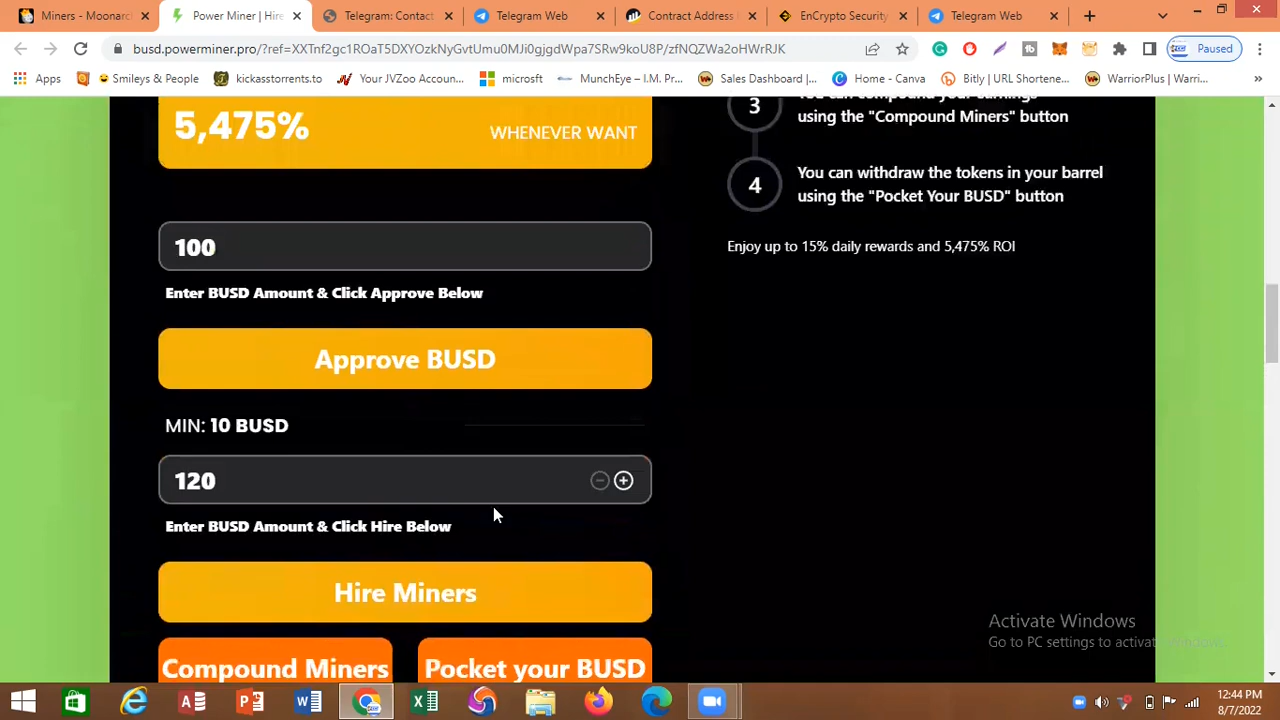 Miners - Moonarch
Power Miner | Hire
Telegram: Contact
Telegram Web
Contract Address
EnCrypto Security
Telegram Web
busd.powerminer.pro/?ref=XXTnf2gc1ROaT5DXYOzkNyGvtUmu0MJi0gjgdWpa7SRw9koU8P/zfNQZWa2oHWrRJK
Paused
Apps
Smileys & People
kickasstorrents.to
Your JVZoo Accoun...
microsft
MunchEye – I.M. Pr...
Sales Dashboard |...
Home - Canva
Bitly | URL Shortene...
WarriorPlus | Warri...
»
5,475%
WHENEVER WANT
100
Enter BUSD Amount & Click Approve Below
Approve BUSD
MIN: 10 BUSD
120
Enter BUSD Amount & Click Hire Below
Hire Miners
Compound Miners
Pocket your BUSD
3
You can compound your earnings
using the "Compound Miners" button
4
You can withdraw the tokens in your barrel
using the "Pocket Your BUSD" button
Enjoy up to 15% daily rewards and 5,475% ROI
Activate Windows
Go to PC settings to activate Windows.
12:44 PM
8/7/2022